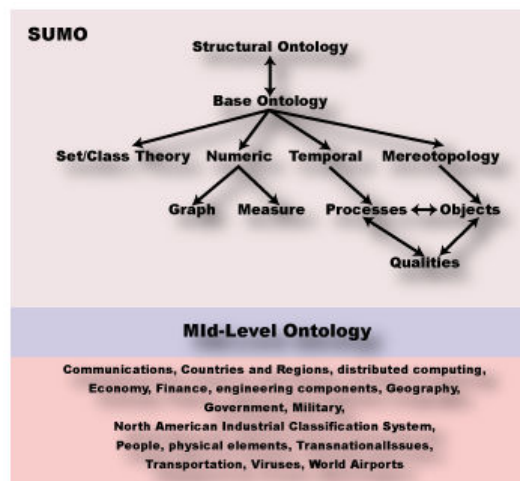 SUMO
Structural Ontology
Base Ontology
Set/Class Theory Numeric Temporal Mereotopology
Graph Measure Processes Objects
Qualities
MId-Level Ontology
Communications, Countries and Regions, distributed computing,
Economy, Finance, engineering components, Geography,
Government, Military,
North American Industrial Classification System,
People, physical elements, TransnationalIssues,
Transportation, Viruses, World Airports